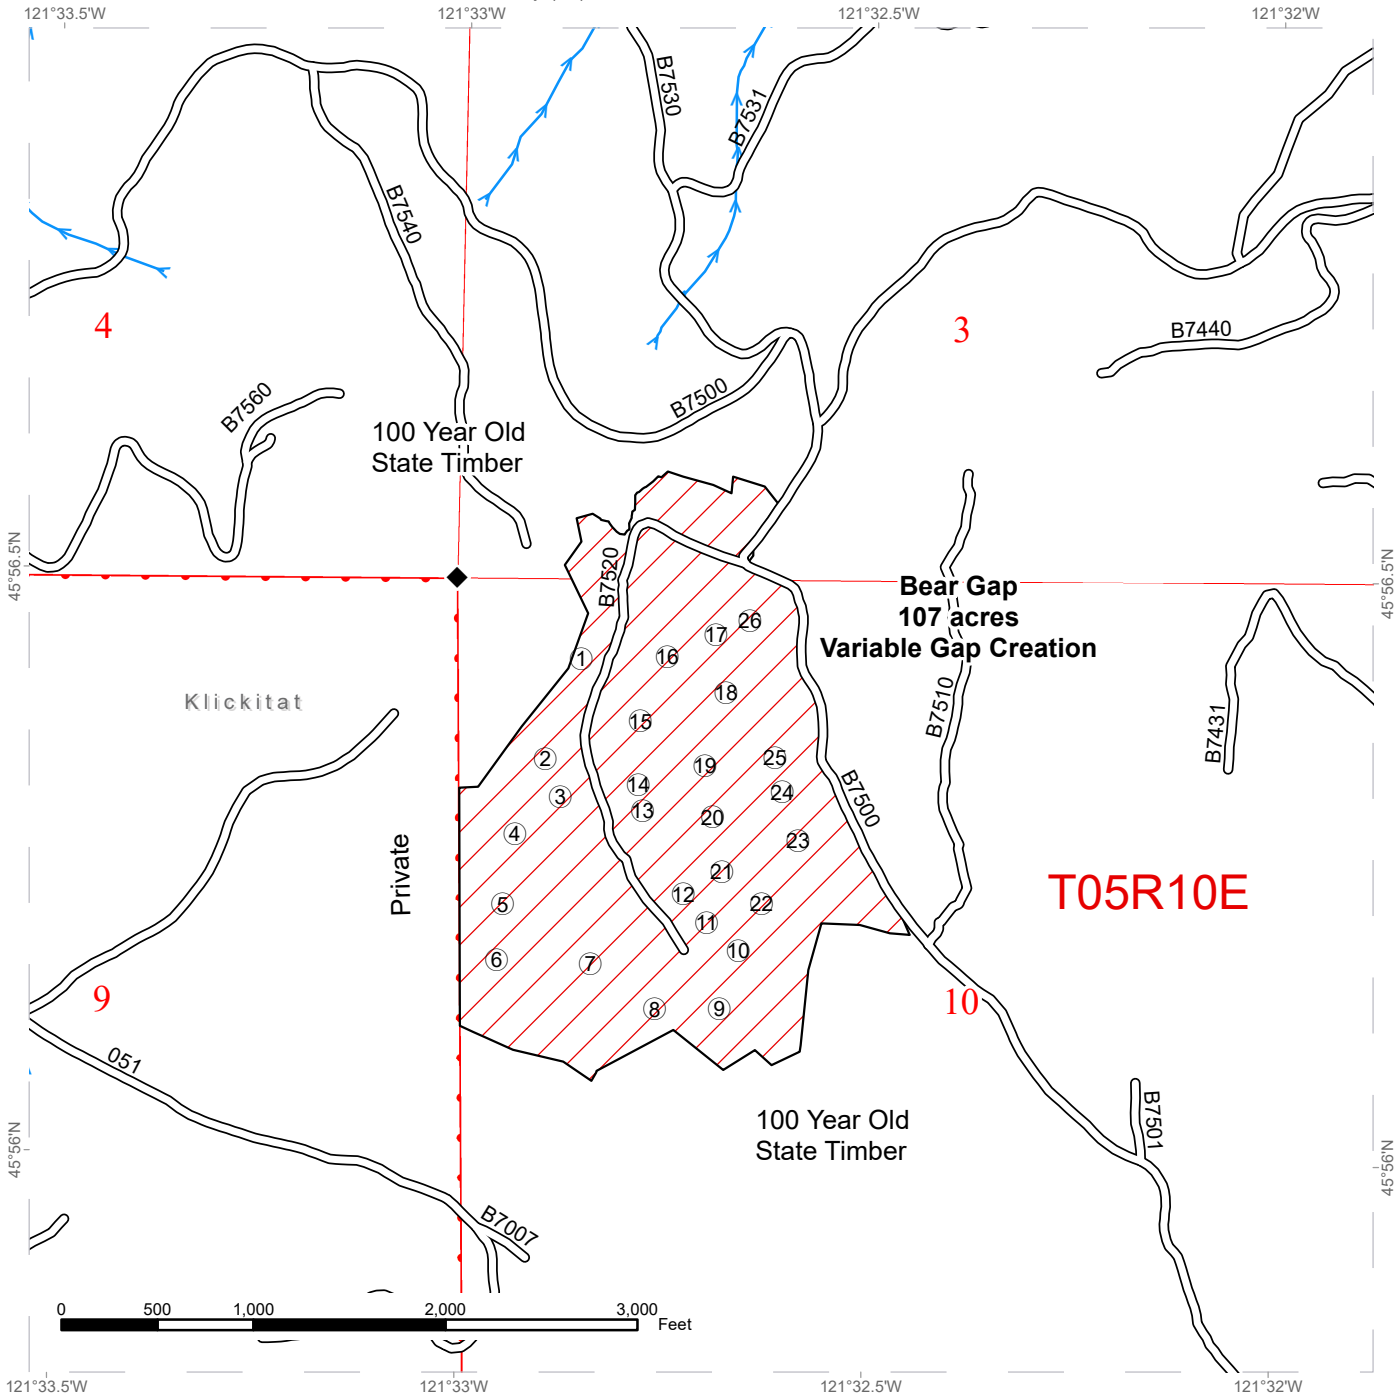 121°33.5'W
121°33'W
121°32.5'W
121°32'W
B7530
B7531
B7540
4
3
B7440
B7560
B7500
100 Year Old
State Timber
45°56.5'N
45°56.5'N
B7520
Bear Gap
107 acres
Variable Gap Creation
26
17
1
16
Klickitat
18
B7510
B7431
15
2
25
19
14
24
3
B7500
13
20
4
23
Private
21
12
T05R10E
5
22
11
10
6
7
9
10
8
9
051
B7501
100 Year Old
State Timber
45°56'N
45°56'N
B7007
0
500
1,000
2,000
3,000
Feet
121°33.5'W
121°33'W
121°32.5'W
121°32'W